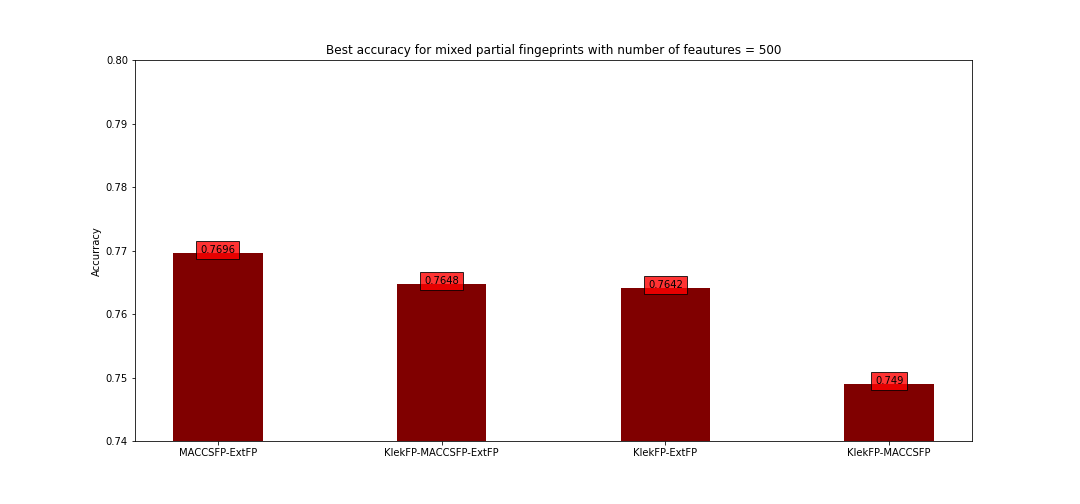 Best accuracy for mixed partial fingeprints with number of feautures = 500
0.80
0.79
0.78
0.77
0.76
0.75
0.74
Accurracy
0.7696
0.7648
0.7642
0.749
MACCSFP-ExtFP
KlekFP-MACCSFP-ExtFP
KlekFP-ExtFP
KlekFP-MACCSFP